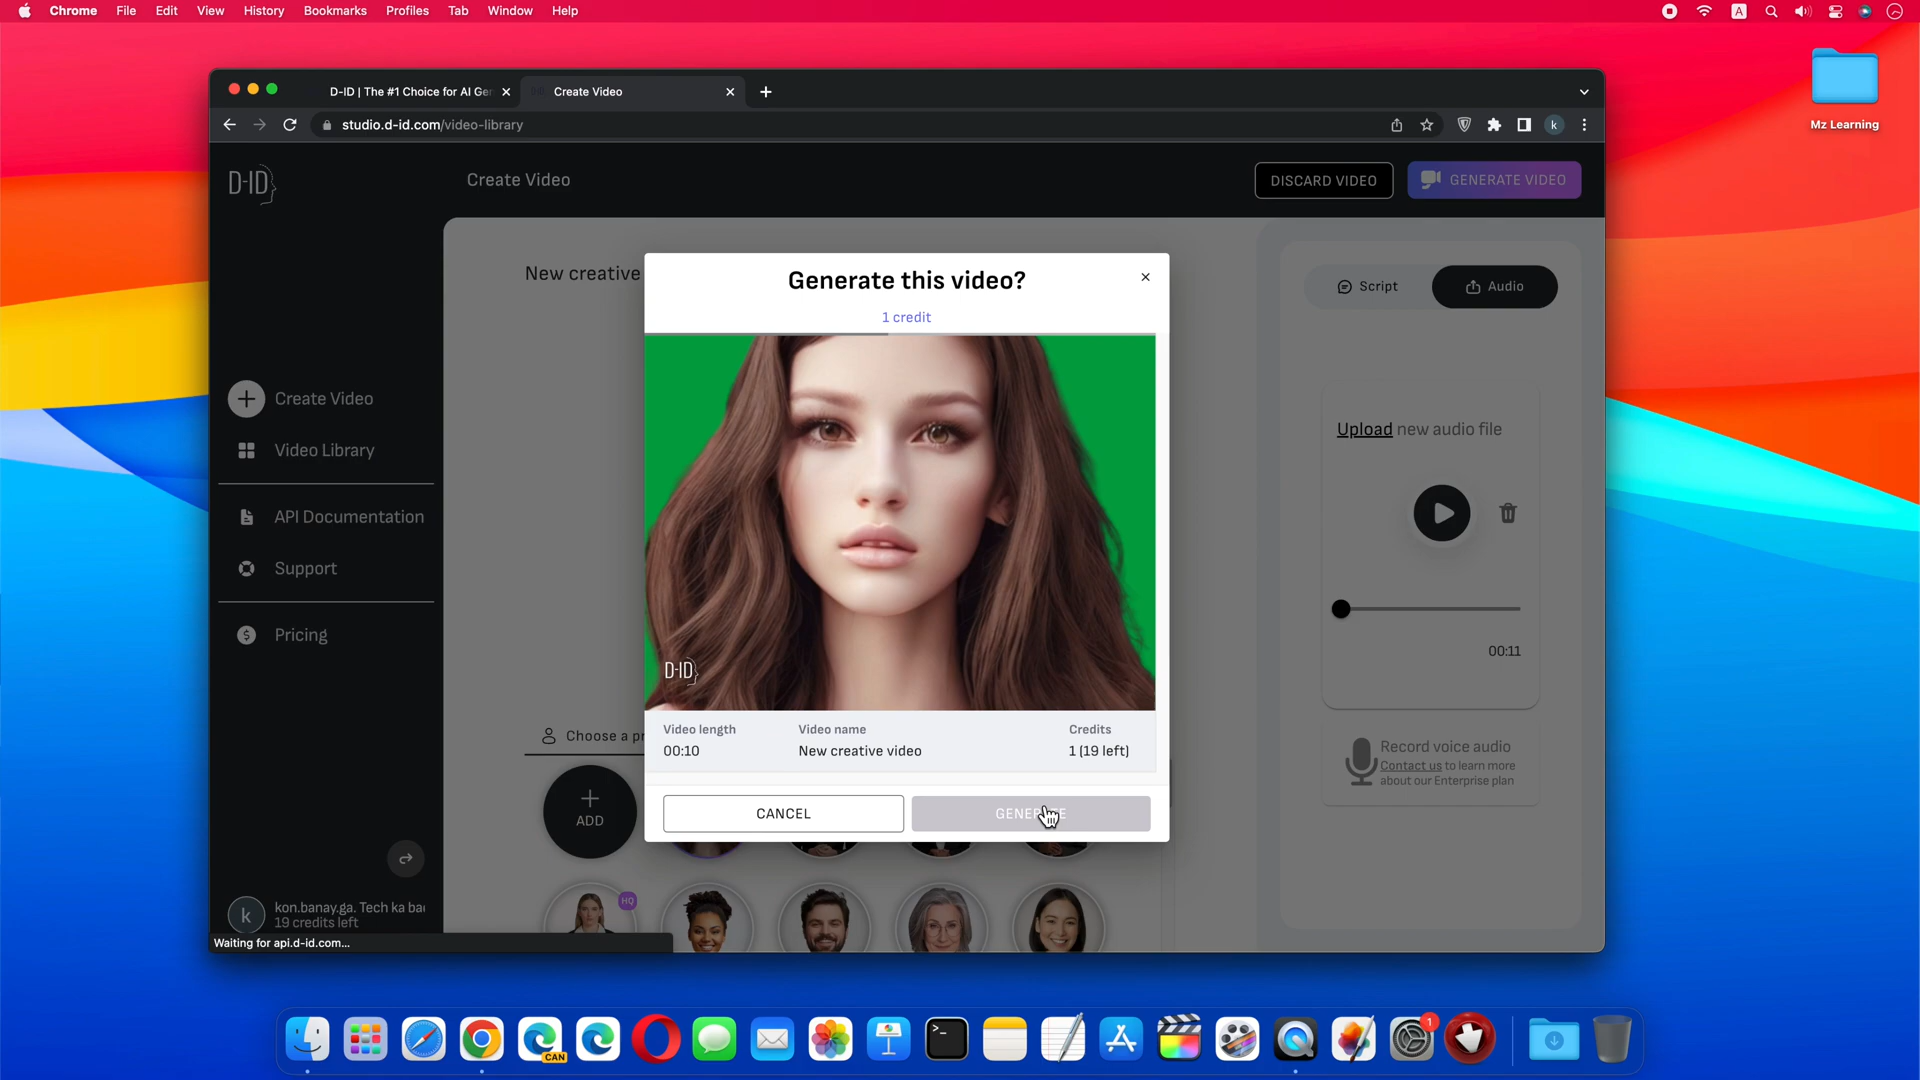 Chrome File Edit View History Bookmarks Profiles Tab Window Help
A
Mz Learning
D-ID | The #1 Choice for AI Ger
Create Video
studio.d-id.com/video-library
k
D-ID
Create Video
DISCARD VIDEO
GENERATE VIDEO
Create Video
Video Library
API Documentation
Support
Pricing
k
kon.banay.ga. Tech ka ba
19 credits left
Waiting for api.d-id.com...
New creative
Choose a pr
ADD
HQ
Generate this video?
1 credit
D-ID
Video length
00:10
Video name
New creative video
Credits
1 (19 left)
CANCEL
Script
Audio
Upload new audio file
00:11
Record voice audio
Contact us to learn more
about our Enterprise plan
CAN
1